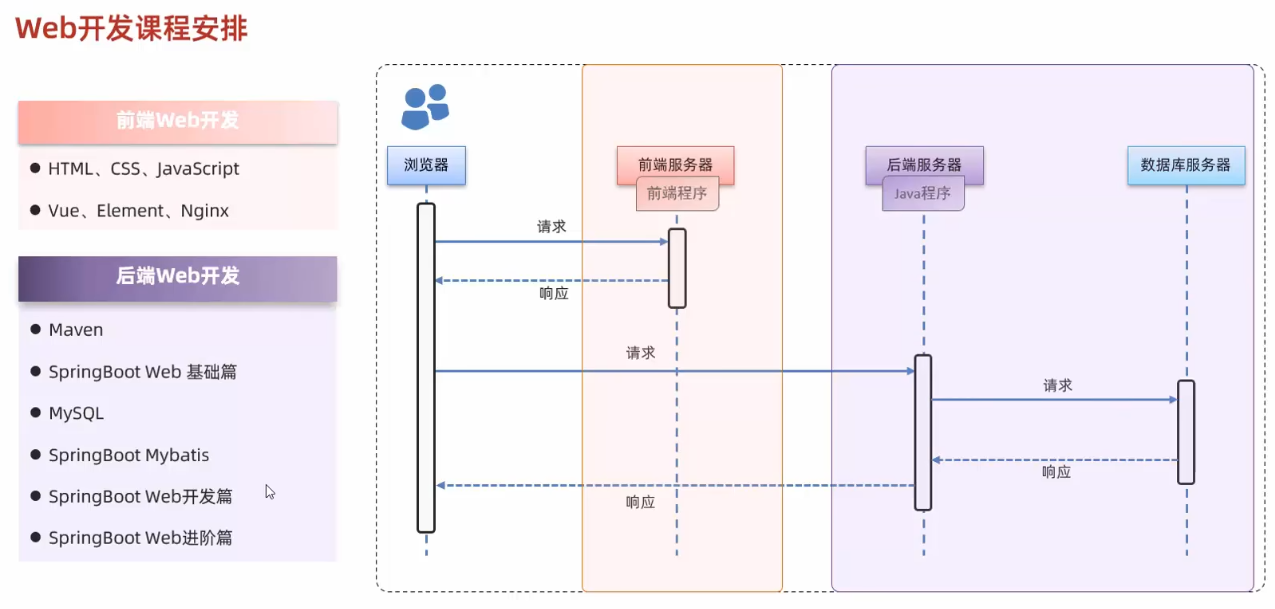 Web开发课程安排
前端Web开发
HTML、CSS、JavaScript
Vue、Element、Nginx
后端Web开发
Maven
SpringBoot Web 基础篇
MySQL
SpringBoot Mybatis
SpringBoot Web开发篇
SpringBoot Web进阶篇
浏览器
前端服务器
前端程序
后端服务器
Java程序
数据库服务器
请求
响应
请求
请求
响应
响应